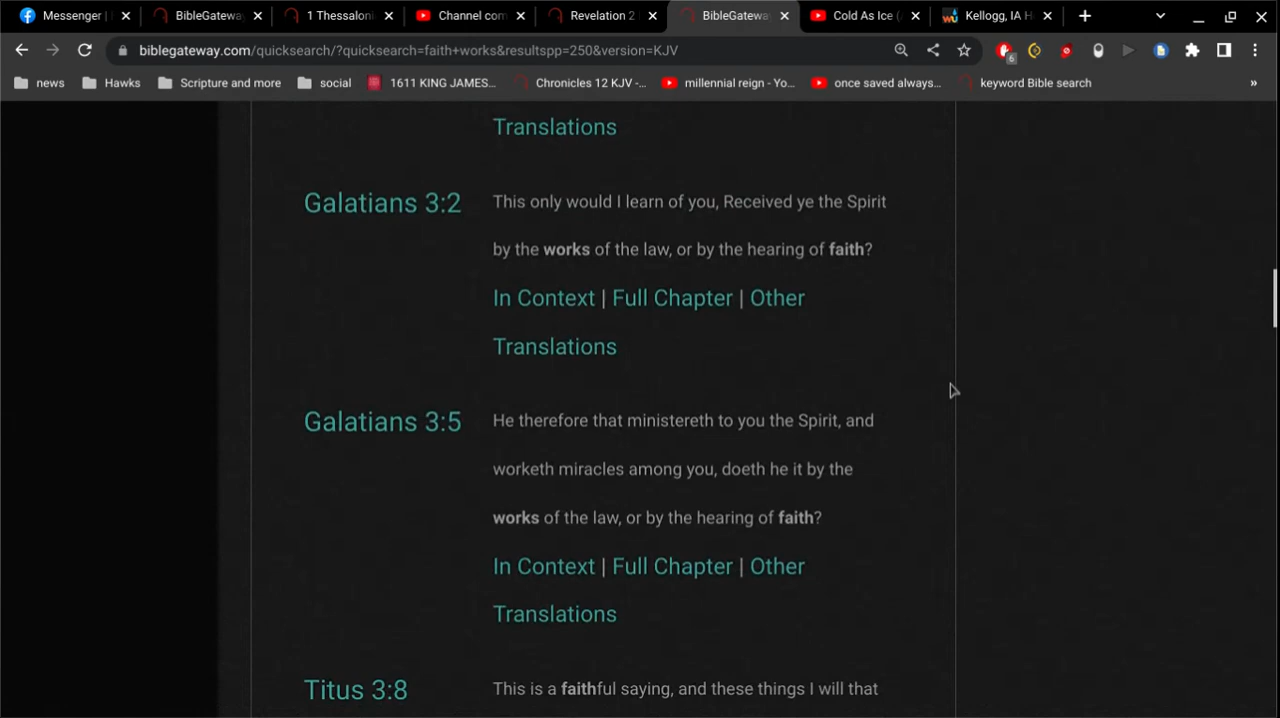 Messenger |
BibleGateway
1 Thessaloni
Channel com
Revelation 2
BibleGateway
Cold As Ice (
Kellogg, IA H
biblegateway.com/quicksearch/?quicksearch=faith+works&resultspp=250&version=KJV
6
news
Hawks
Scripture and more
social
1611 KING JAMES...
Chronicles 12 KJV -...
millennial reign - Yo...
once saved always...
keyword Bible search
»
Translations
Galatians 3:2
This only would I learn of you, Received ye the Spirit
by the works of the law, or by the hearing of faith?
In Context | Full Chapter | Other
Translations
Galatians 3:5
He therefore that ministereth to you the Spirit, and
worketh miracles among you, doeth he it by the
works of the law, or by the hearing of faith?
In Context | Full Chapter | Other
Translations
Titus 3:8
This is a faithful saying, and these things I will that